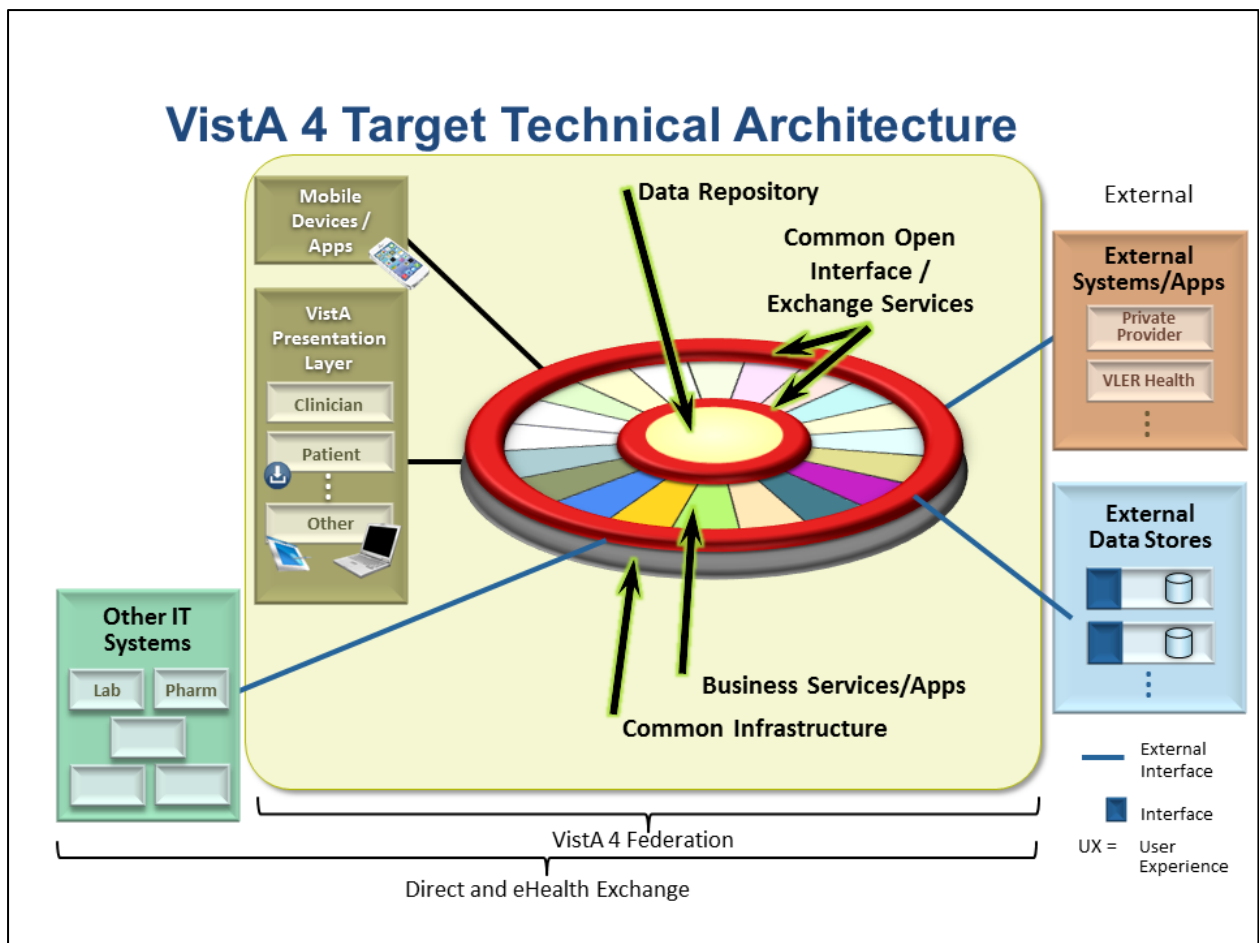 VistA 4 Target Technical Architecture
Mobile
Devices /
Apps
VistA
Presentation
Layer
Clinician
Patient
Other
Data Repository
Common Open
Interface /
Exchange Services
Business Services/Apps
Common Infrastructure
External
External
Systems/Apps
Private
Provider
VLER Health
External
Data Stores
Other IT
Systems
Lab
Pharm
External
Interface
Interface
UX = User
Experience
VistA 4 Federation
Direct and eHealth Exchange